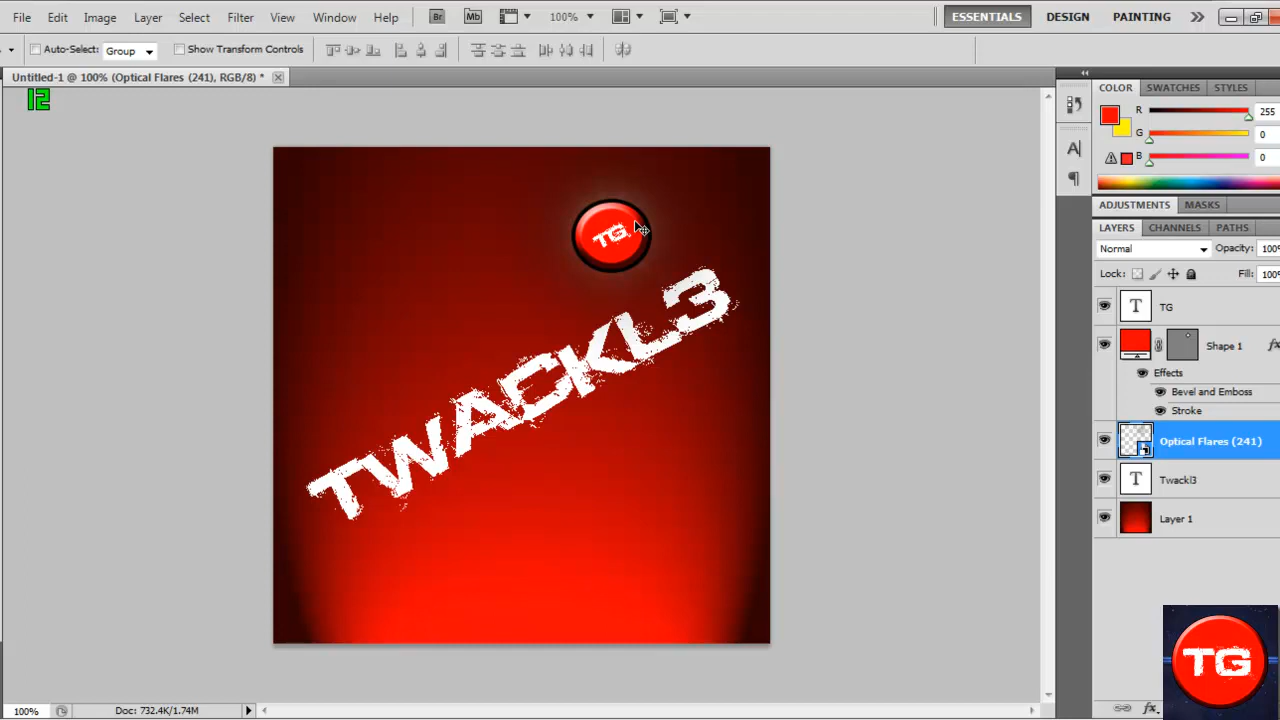 File Edit Image Layer Select Filter View Window Help Br Mb 100% ESSENTIALS DESIGN PAINTING
Auto-Select: Group Show Transform Controls
Untitled-1 @ 100% (Optical Flares (241), RGB/8) *
12
TG
TWACKL3
COLOR SWATCHES STYLES
R 255
G 0
B 0
ADJUSTMENTS MASKS
LAYERS CHANNELS PATHS
Normal Opacity: 100%
Lock: Fill: 100%
T TG
Shape 1 fx
Effects
Bevel and Emboss
Stroke
Optical Flares (241)
T Twackl3
Layer 1
TG
fx.
100% Doc: 732.4K/1.74M